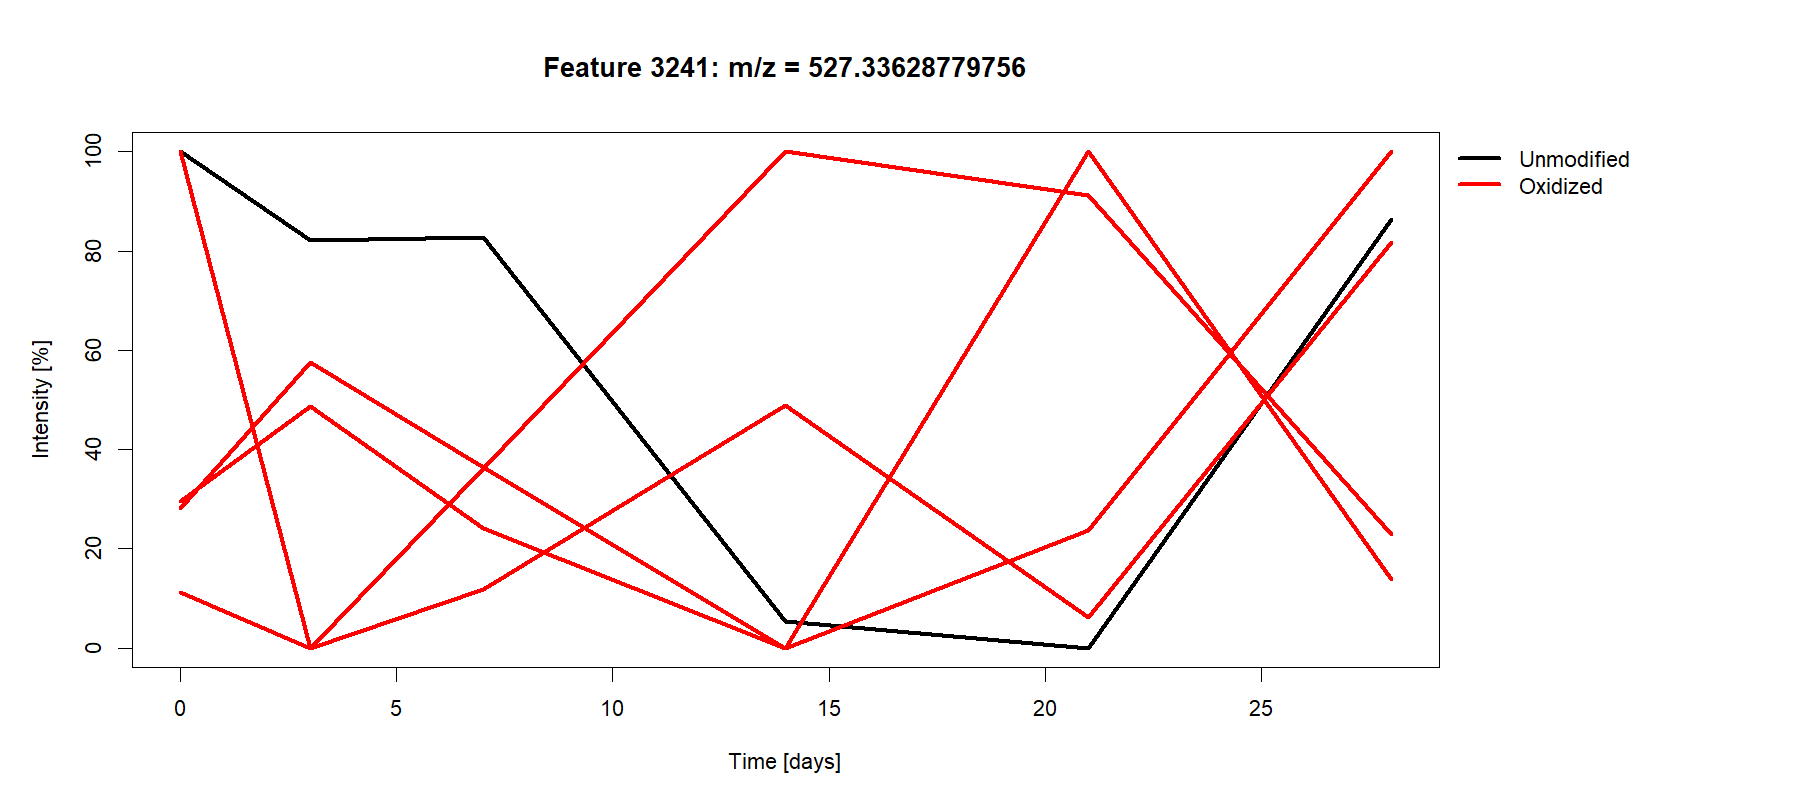 Feature 3241: m/z = 527.33628779756
Unmodified
Oxidized
Intensity [%]
100
80
60
40
20
0
0 5 10 15 20 25
Time [days]